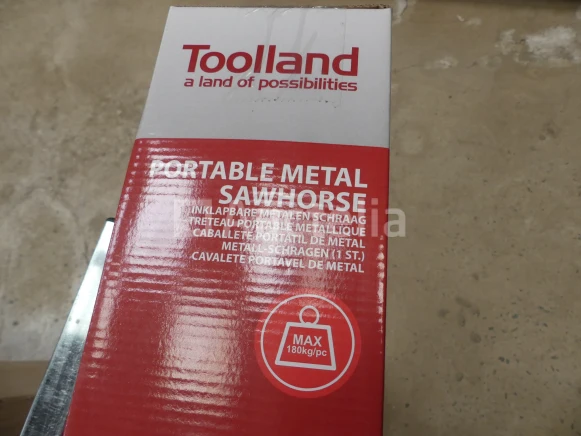 Toolland
a land of possibilities
PORTABLE METAL
SAWHORSE
INKLAPBARE METALEN SCHRAAG
TRETEAU PORTABLE METALLIQUE
CABALLETE PORTÁTIL DE METAL
METALL-SCHRAGEN (1 ST.)
CAVALETE PORTÁVEL DE METAL
MAX
180kg/pc